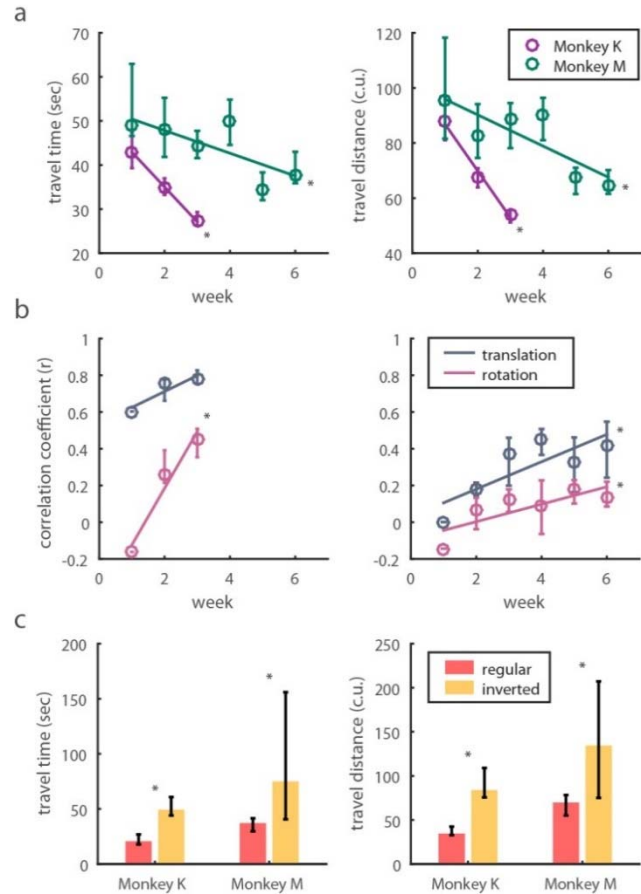 a
travel time (sec)
70
60
50
40
30
20
0
2
4
6
week
*
*
travel distance (c.u.)
120
100
80
60
40
0
2
4
6
week
*
*
Monkey K
Monkey M
b
correlation coefficient (r)
1
0.8
0.6
0.4
0.2
0
-0.2
0
2
4
6
week
*
1
0.8
0.6
0.4
0.2
0
-0.2
0
2
4
6
week
*
*
translation
rotation
c
travel time (sec)
200
150
100
50
0
*
*
Monkey K
Monkey M
travel distance (c.u.)
250
200
150
100
50
0
*
*
Monkey K
Monkey M
regular
inverted